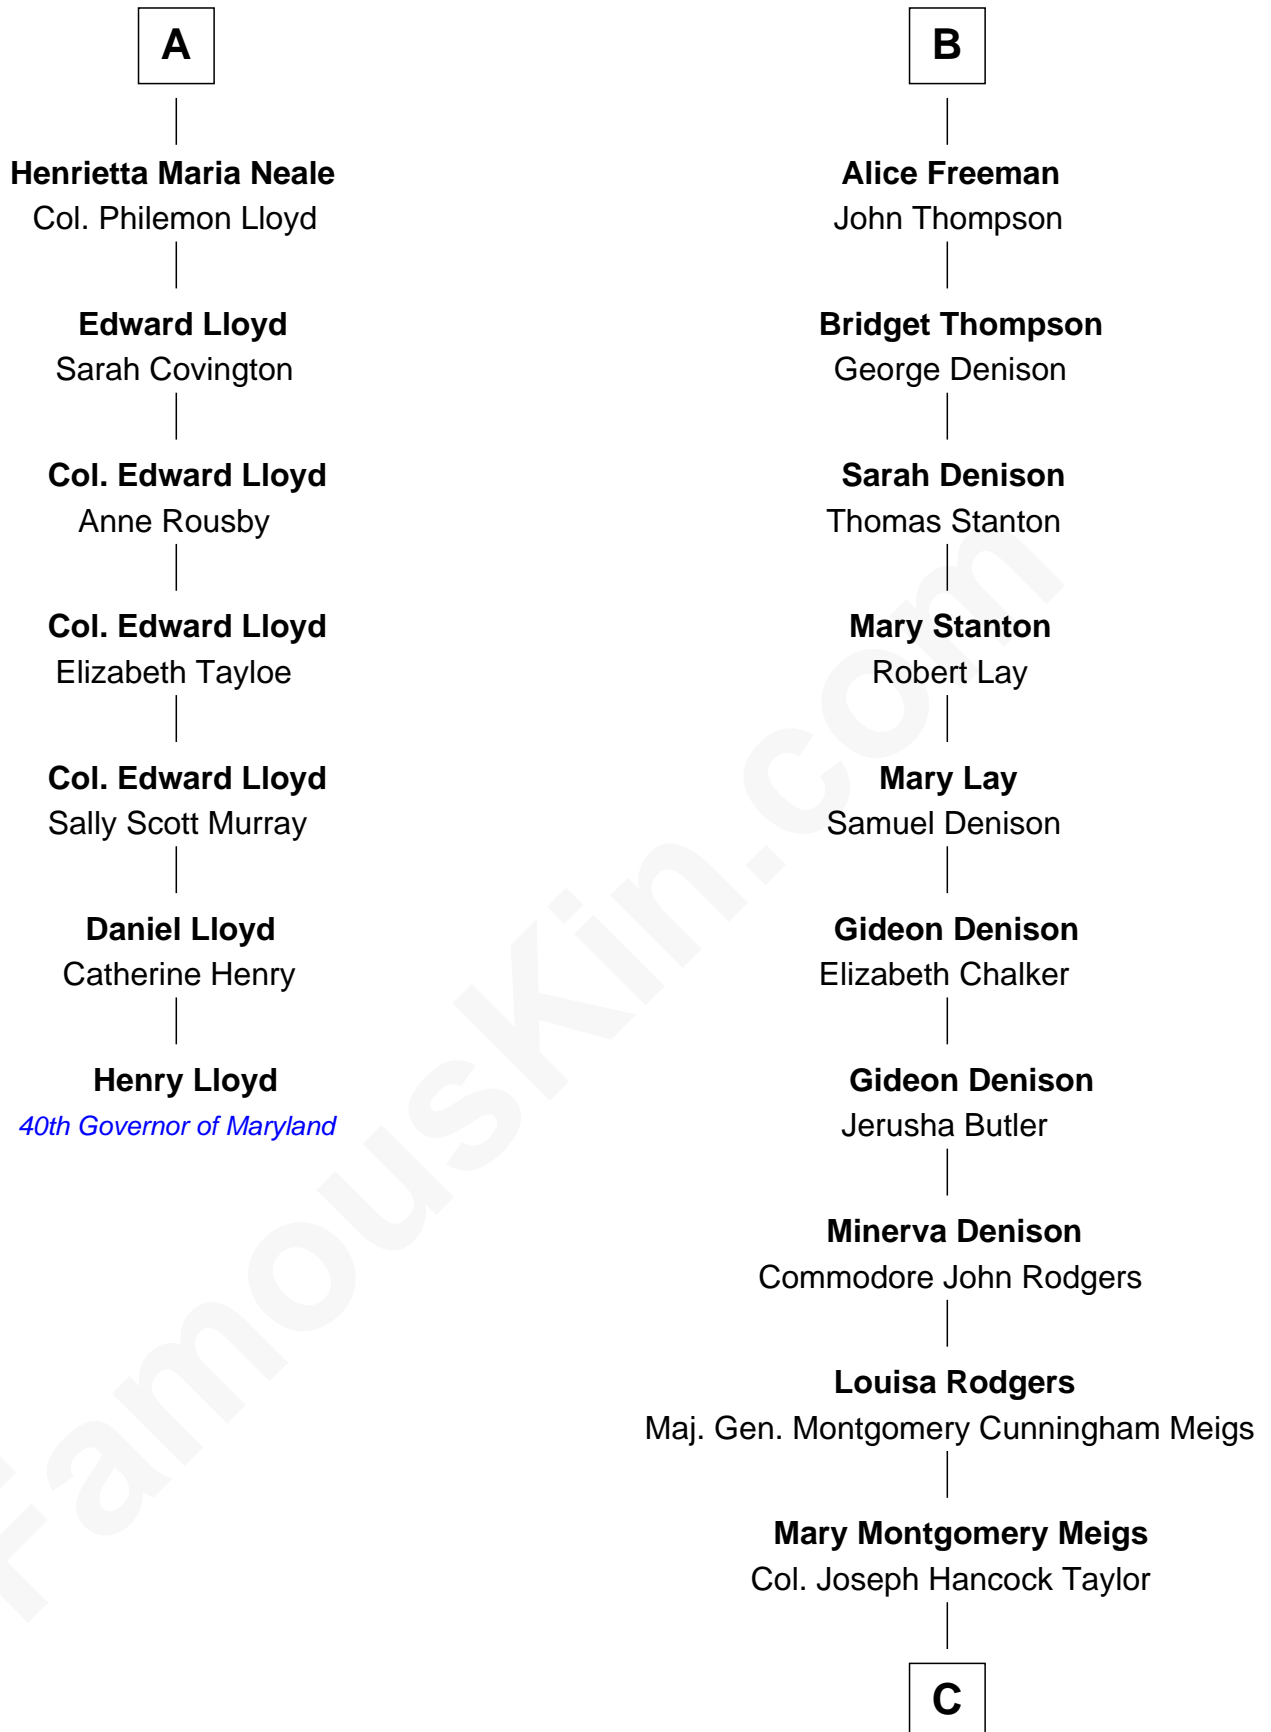 A
Henrietta Maria Neale
Col. Philemon Lloyd
Edward Lloyd
Sarah Covington
Col. Edward Lloyd
Anne Rousby
Col. Edward Lloyd
Elizabeth Tayloe
Col. Edward Lloyd
Sally Scott Murray
Daniel Lloyd
Catherine Henry
Henry Lloyd
40th Governor of Maryland
B
Alice Freeman
John Thompson
Bridget Thompson
George Denison
Sarah Denison
Thomas Stanton
Mary Stanton
Robert Lay
Mary Lay
Samuel Denison
Gideon Denison
Elizabeth Chalker
Gideon Denison
Jerusha Butler
Minerva Denison
Commodore John Rodgers
Louisa Rodgers
Maj. Gen. Montgomery Cunningham Meigs
Mary Montgomery Meigs
Col. Joseph Hancock Taylor
C
FamousKin.com